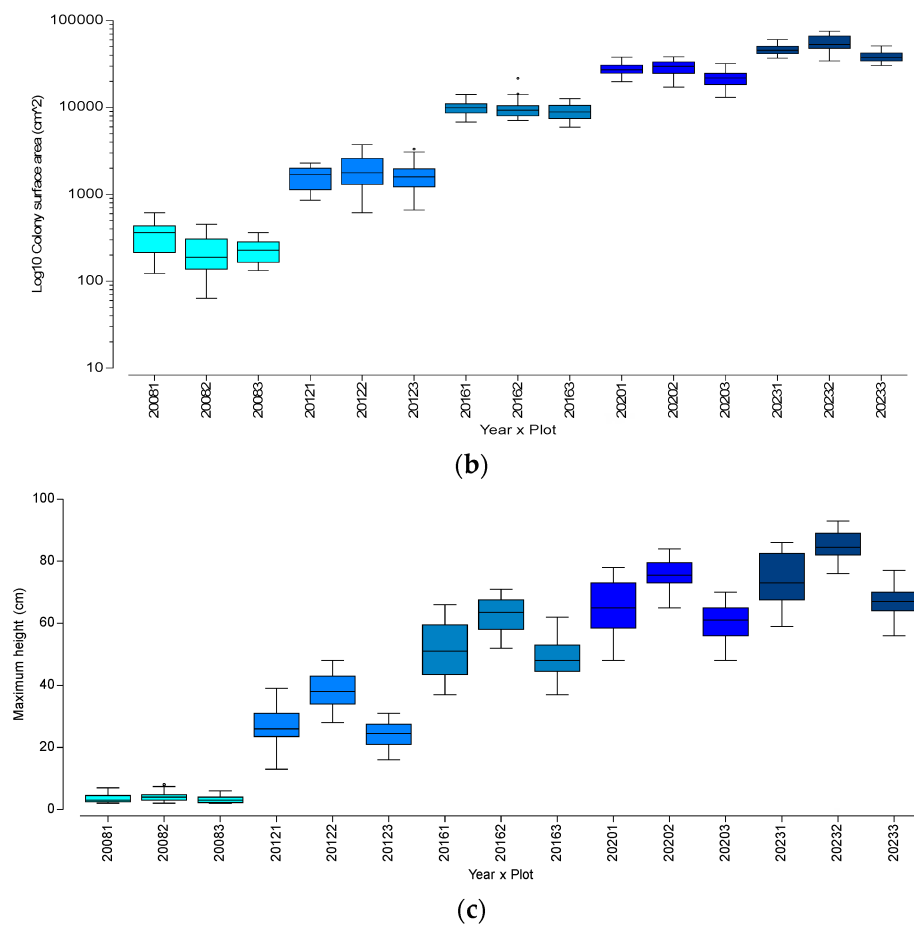 100000
10000
1000
100
10
Log10 Colony surface area (cm^2)
20081 20082 20083 20121 20122 20123 20161 20162 20163 20201 20202 20203 20231 20232 20233
Year x Plot
(b)
100
80
60
40
20
0
Maximum height (cm)
20081 20082 20083 20121 20122 20123 20161 20162 20163 20201 20202 20203 20231 20232 20233
Year x Plot
(c)